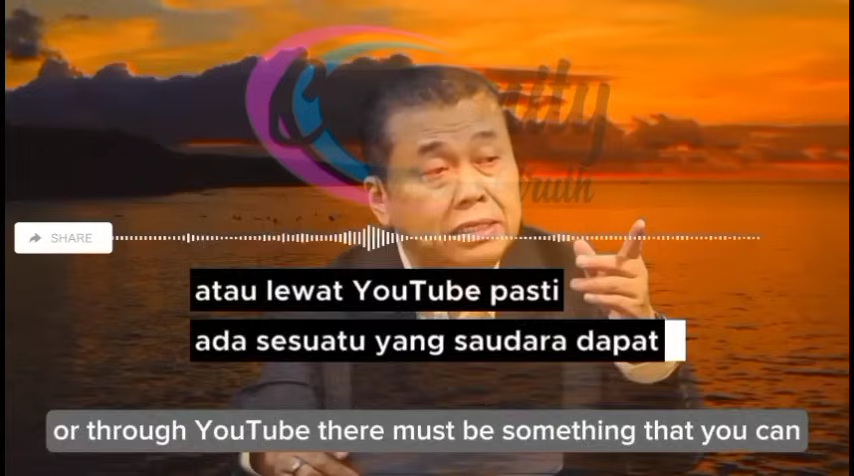 SHARE
atau lewat YouTube pasti
ada sesuatu yang saudara dapat
or through YouTube there must be something that you can